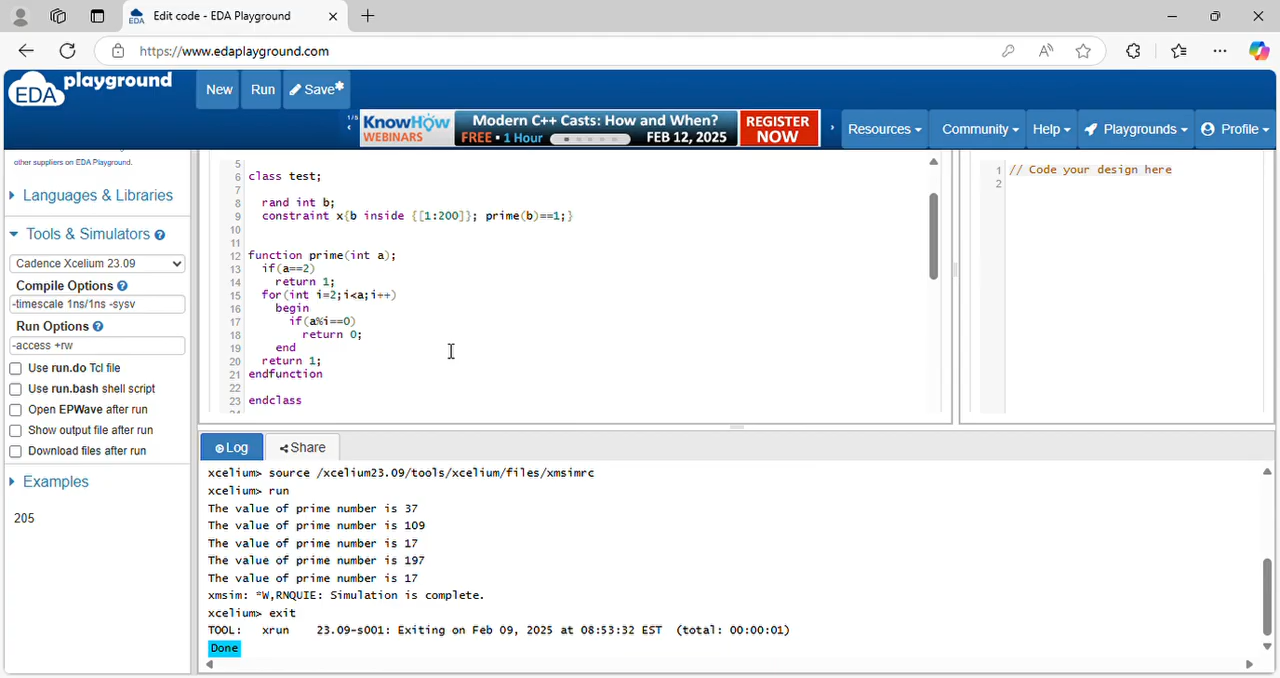 Edit code - EDA Playground
https://www.edaplayground.com
EDA playground
New Run Save*
1/5 KnowHow WEBINARS Modern C++ Casts: How and When? FREE • 1 Hour FEB 12, 2025 REGISTER NOW
Resources Community Help Playgrounds Profile
other suppliers on EDA Playground.
Languages & Libraries
Tools & Simulators
Cadence Xcelium 23.09
Compile Options
-timescale 1ns/1ns -sysv
Run Options
-access +rw
Use run.do Tcl file
Use run.bash shell script
Open EPWave after run
Show output file after run
Download files after run
Examples
205
5
6 class test;
7
8 rand int b;
9 constraint x{b inside {[1:200]}; prime(b)==1;}
10
11
12 function prime(int a);
13 if(a==2)
14 return 1;
15 for(int i=2;i<a;i++)
16 begin
17 if(a%i==0)
18 return 0;
19 end
20 return 1;
21 endfunction
22
23 endclass
1 // Code your design here
2
Log Share
xcelium> source /xcelium23.09/tools/xcelium/files/xmsimrc
xcelium> run
The value of prime number is 37
The value of prime number is 109
The value of prime number is 17
The value of prime number is 197
The value of prime number is 17
xmsim: *W,RNQUIE: Simulation is complete.
xcelium> exit
TOOL: xrun 23.09-s001: Exiting on Feb 09, 2025 at 08:53:32 EST (total: 00:00:01)
Done